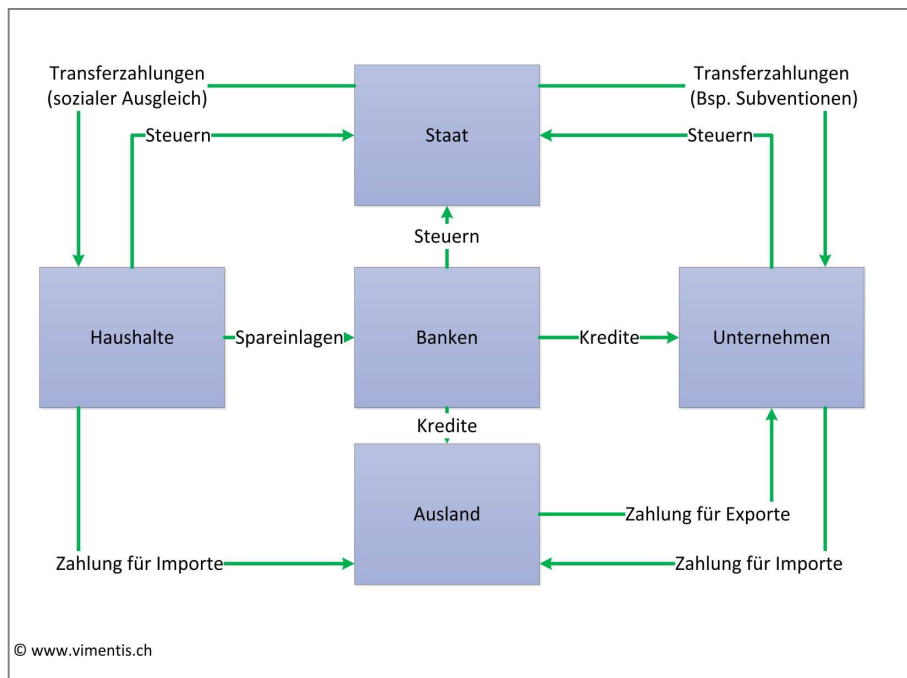 Transferzahlungen
(sozialer Ausgleich)
Transferzahlungen
(Bsp. Subventionen)
Steuern
Staat
Steuern
Steuern
Haushalte
Spareinlagen
Banken
Kredite
Unternehmen
Kredite
Ausland
Zahlung für Exporte
Zahlung für Importe
Zahlung für Importe
© www.vimentis.ch